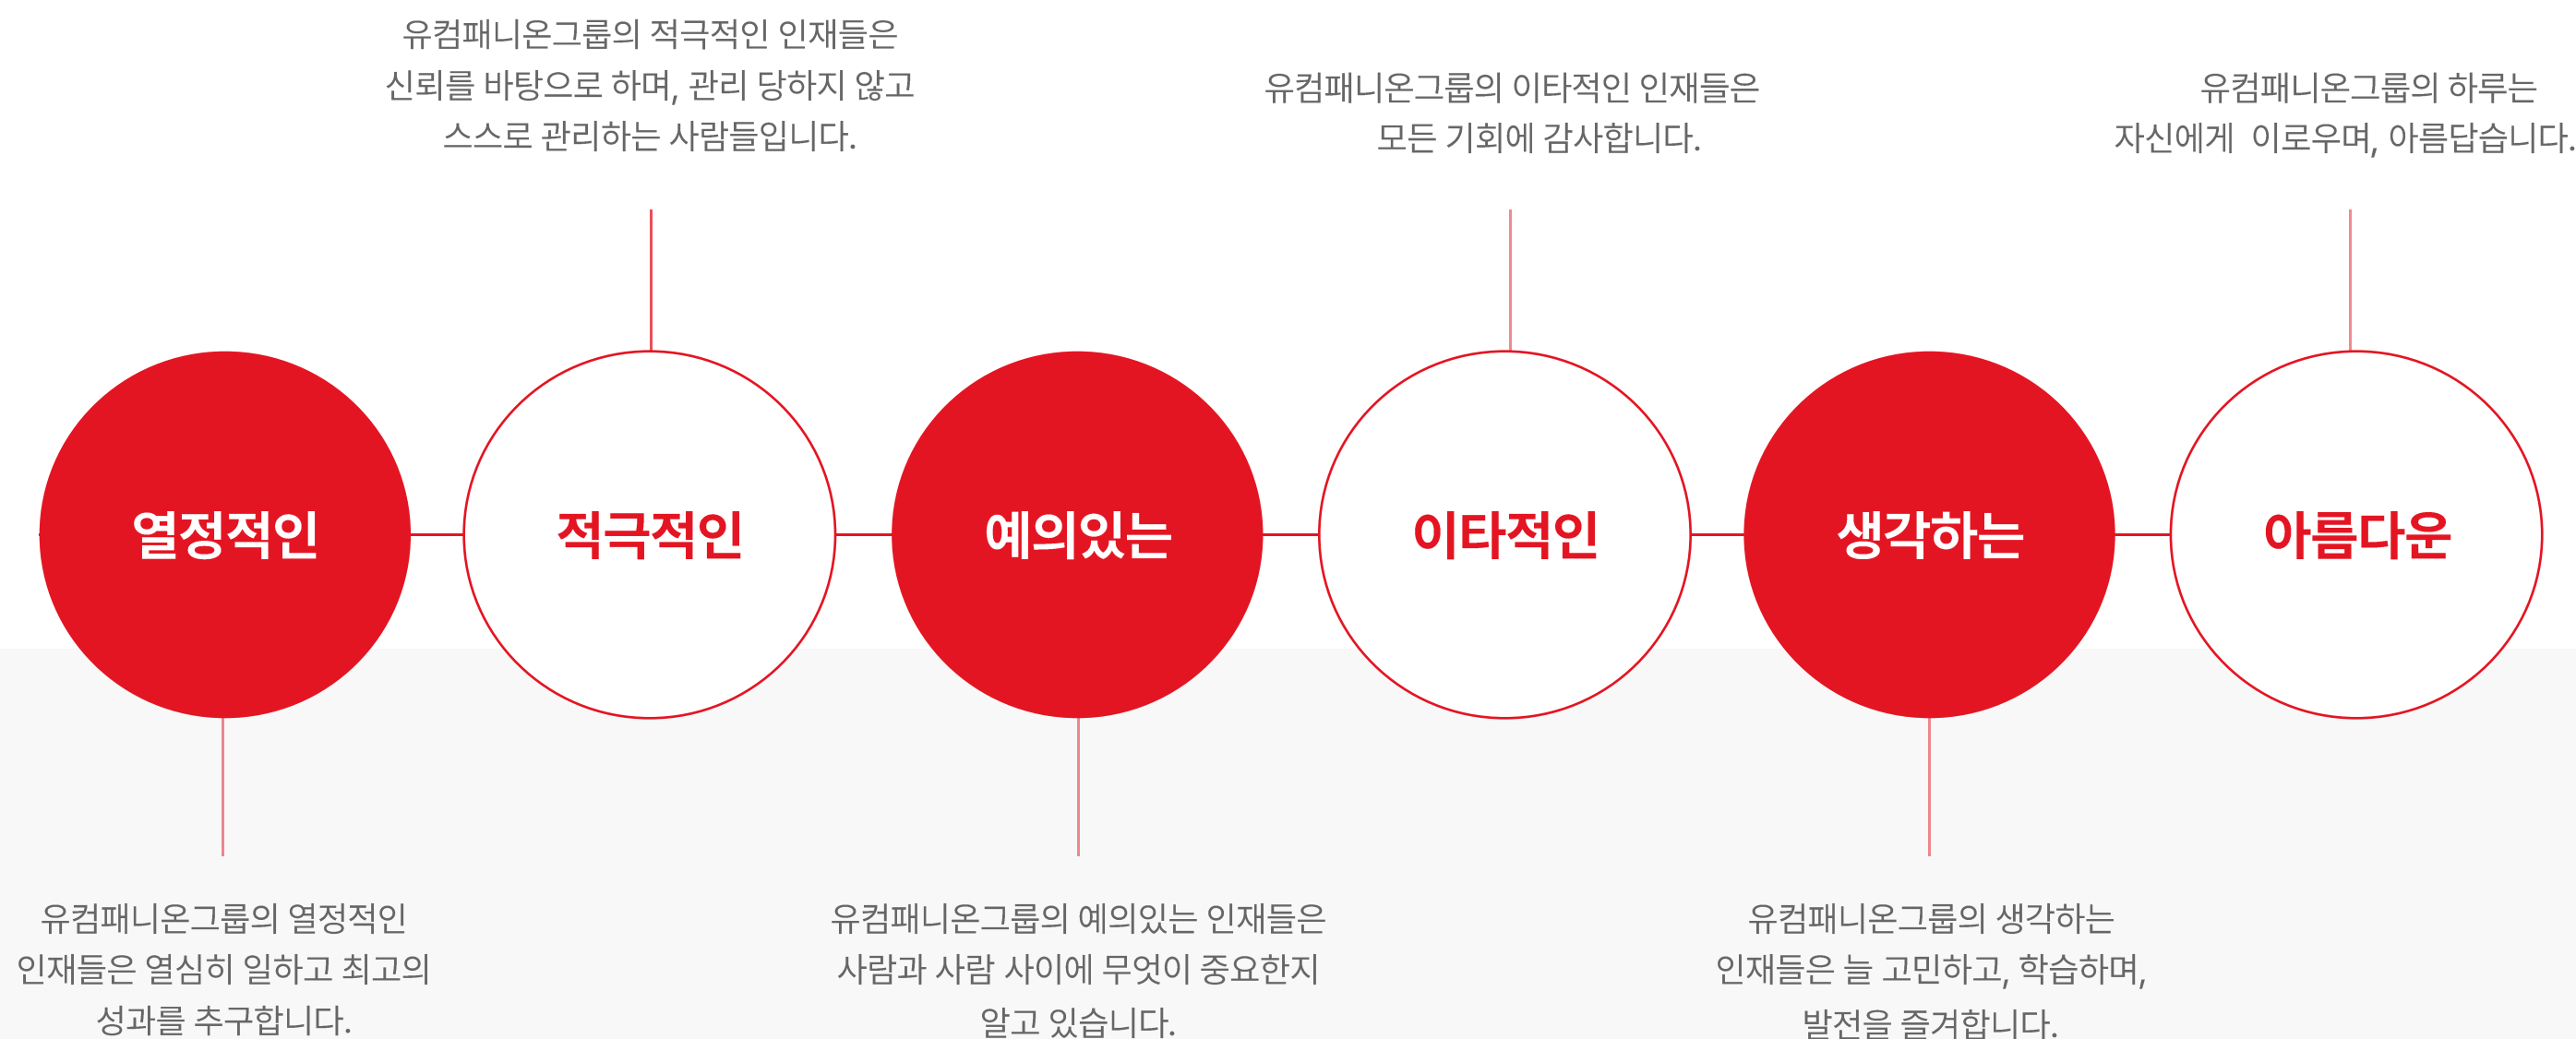 유컴패니온그룹의 적극적인 인재들은
신뢰를 바탕으로 하며, 관리 당하지 않고
스스로 관리하는 사람들입니다.
유컴패니온그룹의 이타적인 인재들은
모든 기회에 감사합니다.
유컴패니온그룹의 하루는
자신에게 이로우며, 아름답습니다.
열정적인
적극적인
예의있는
이타적인
생각하는
아름다운
유컴패니온그룹의 열정적인
인재들은 열심히 일하고 최고의
성과를 추구합니다.
유컴패니온그룹의 예의있는 인재들은
사람과 사람 사이에 무엇이 중요한지
알고 있습니다.
유컴패니온그룹의 생각하는
인재들은 늘 고민하고, 학습하며,
발전을 즐겨합니다.